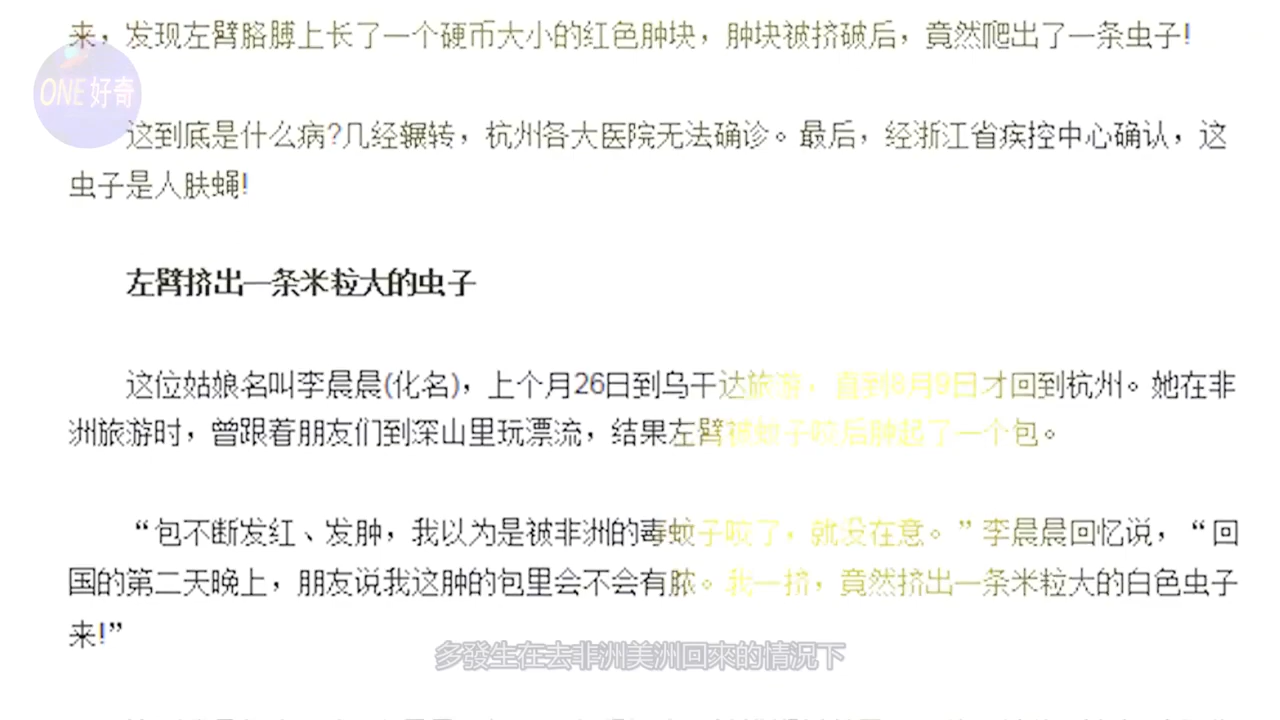 来，发现左臂胳膊上长了一个硬币大小的红色肿块，肿块被挤破后，竟然爬出了一条虫子!
ONE 好奇
这到底是什么病?几经辗转，杭州各大医院无法确诊。最后，经浙江省疾控中心确认，这
虫子是人肤蝇!
左臂挤出一条米粒大的虫子
这位姑娘名叫李晨晨(化名)，上个月26日到乌干达旅游，直到8月9日才回到杭州。她在非
洲旅游时，曾跟着朋友们到深山里玩漂流，结果左臂被蚊子咬后肿起了一个包。
“包不断发红、发肿，我以为是被非洲的毒蚊子咬了，就没在意。”李晨晨回忆说，“回
国的第二天晚上，朋友说我这肿的包里会不会有脓。我一挤，竟然挤出一条米粒大的白色虫子
来!”
多發生在去非洲美洲回來的情況下